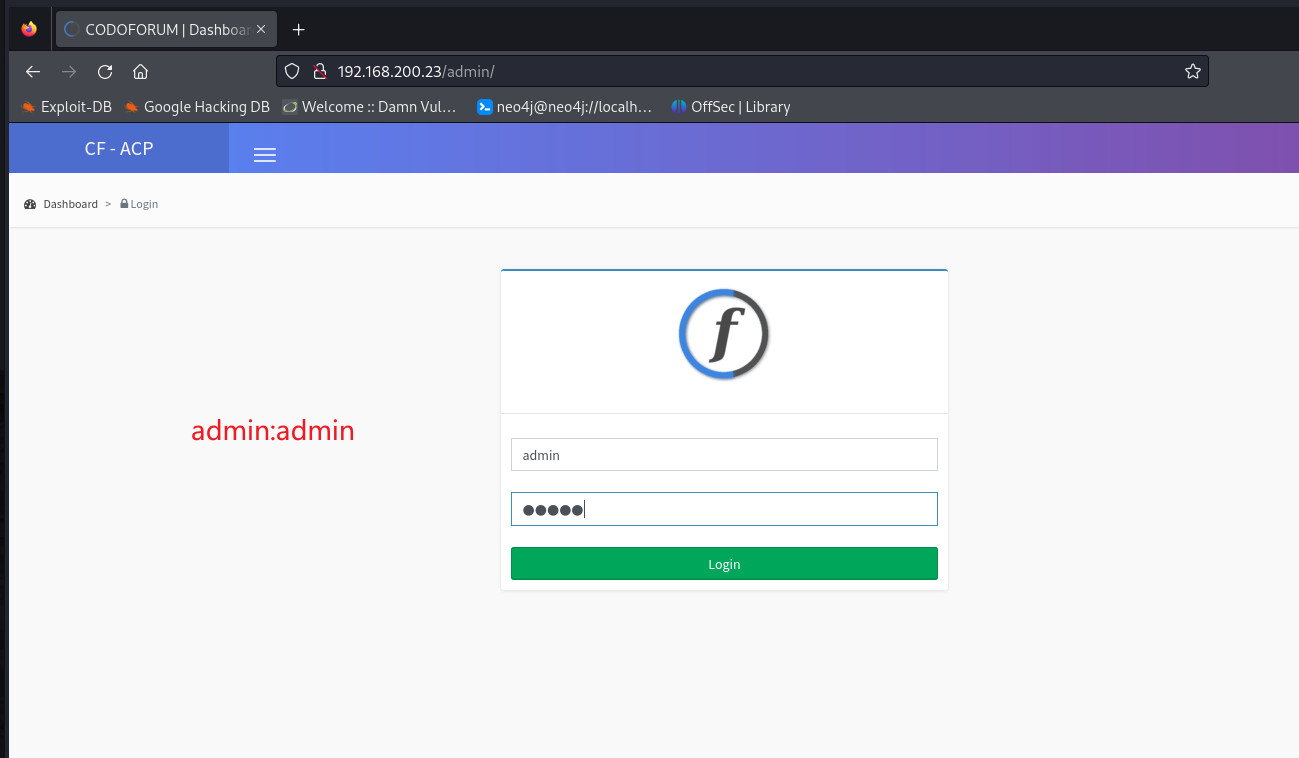 CODOFORUM | Dashboar
192.168.200.23/admin/
Exploit-DB Google Hacking DB Welcome :: Damn Vul… neo4j@neo4j://localh… OffSec | Library
CF - ACP
Dashboard > Login
f
admin:admin
admin
●●●●●
Login